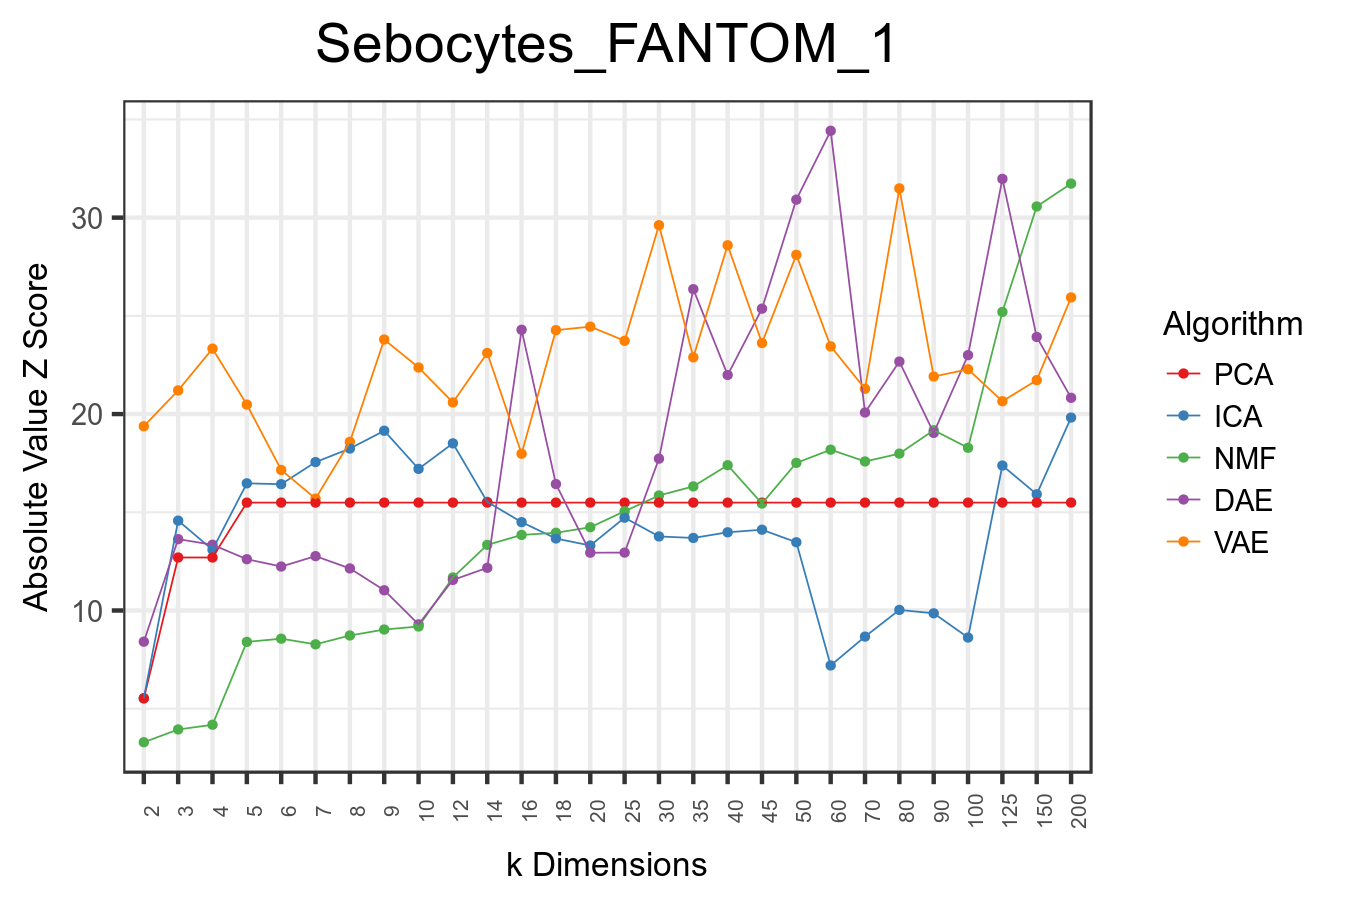 Sebocytes_FANTOM_1
Absolute Value Z Score
30
20
10
2 3 4 5 6 7 8 9 10 12 14 16 18 20 25 30 35 40 45 50 60 70 80 90 100 125 150 200
k Dimensions
Algorithm
PCA
ICA
NMF
DAE
VAE